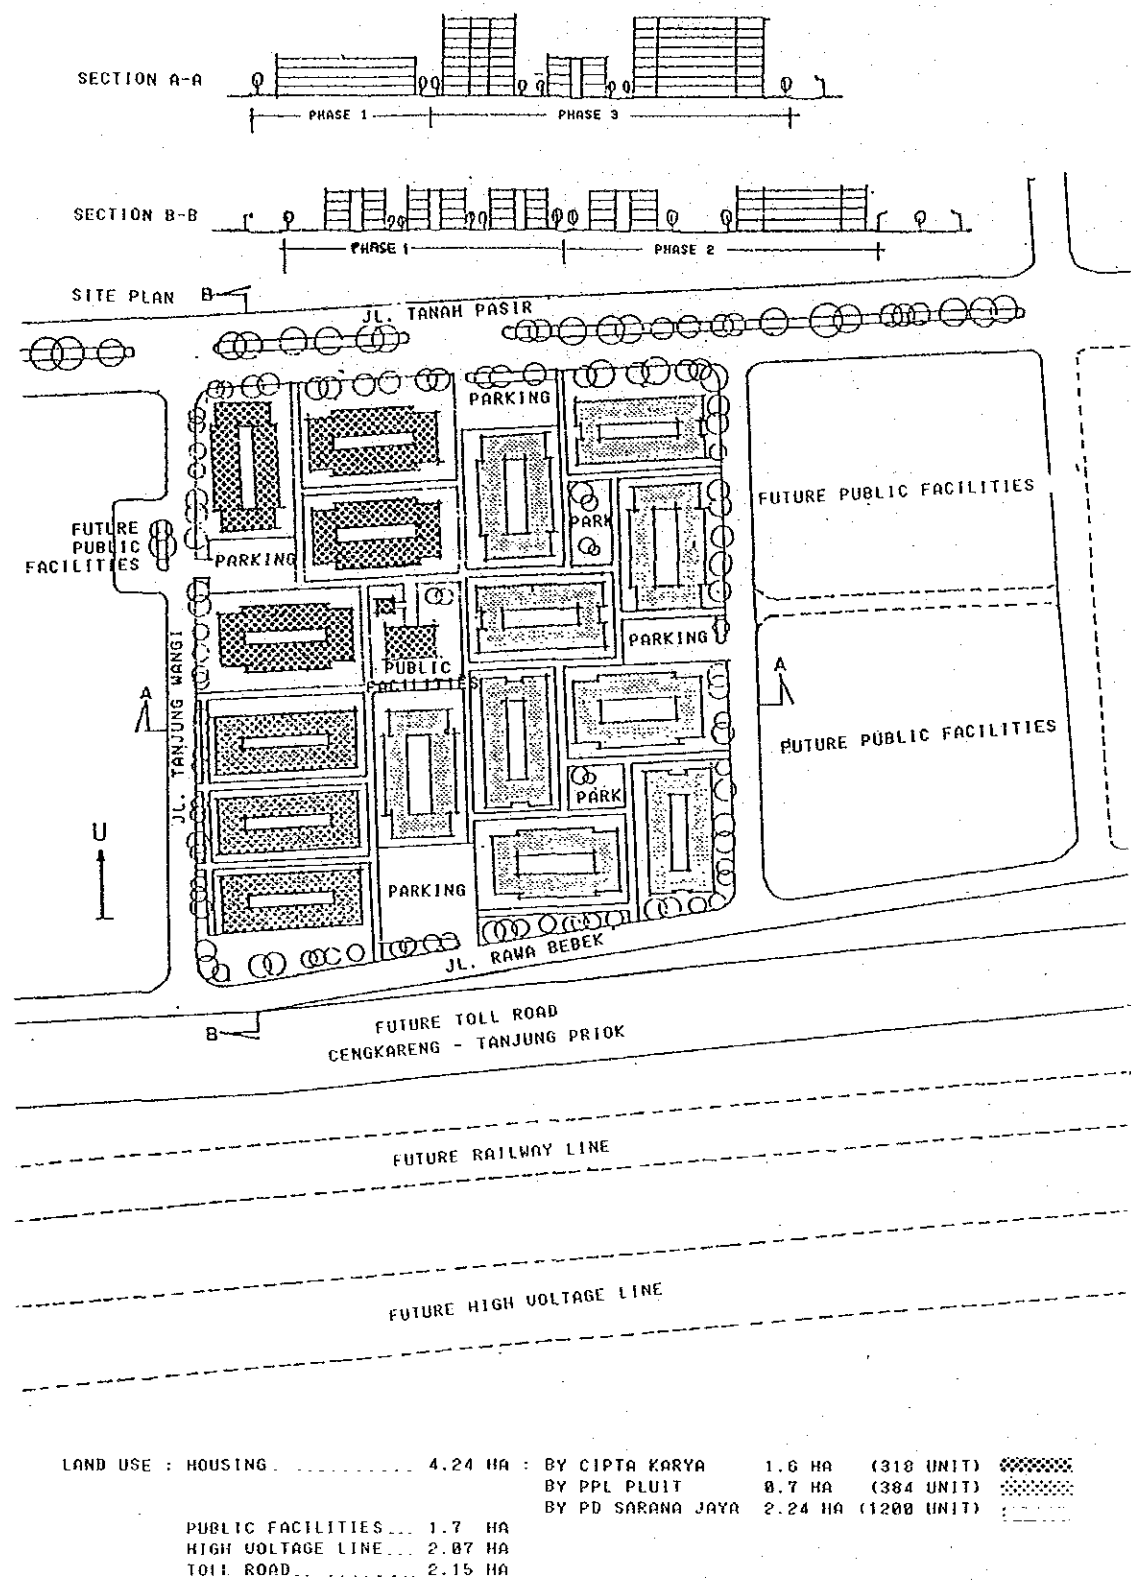 SECTION A-A
PHASE 1
PHASE 3
SECTION B-B
PHASE 1
PHASE 2
SITE PLAN
B
JL. TANAH PASIR
PARKING
FUTURE PUBLIC FACILITIES
PARK
FUTURE
PUBLIC
FACILITIES
PARKING
PARKING
PUBLIC
FACILITIES
JL. TANJUNG WANGI
A
A
FUTURE PUBLIC FACILITIES
PARK
U
PARKING
JL. RAWA BEBEK
B
FUTURE TOLL ROAD
CENGKARENG - TANJUNG PRIOK
FUTURE RAILWAY LINE
FUTURE HIGH VOLTAGE LINE
LAND USE : HOUSING ........... 4.24 HA : BY CIPTA KARYA 1.6 HA (318 UNIT)
BY PPL PLUIT 0.7 HA (384 UNIT)
BY PD SARANA JAYA 2.24 HA (1200 UNIT)
PUBLIC FACILITIES... 1.7 HA
HIGH VOLTAGE LINE... 2.07 HA
TOLL ROAD........... 2.15 HA